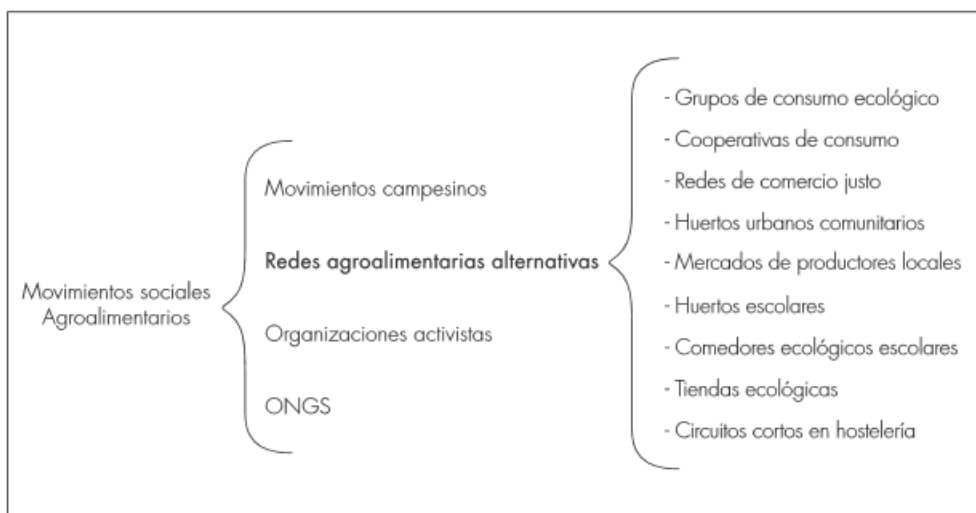 Movimientos sociales
Agroalimentarios
Movimientos campesinos
Redes agroalimentarias alternativas
Organizaciones activistas
ONGS
- Grupos de consumo ecológico
- Cooperativas de consumo
- Redes de comercio justo
- Huertos urbanos comunitarios
- Mercados de productores locales
- Huertos escolares
- Comedores ecológicos escolares
- Tiendas ecológicas
- Circuitos cortos en hostelería